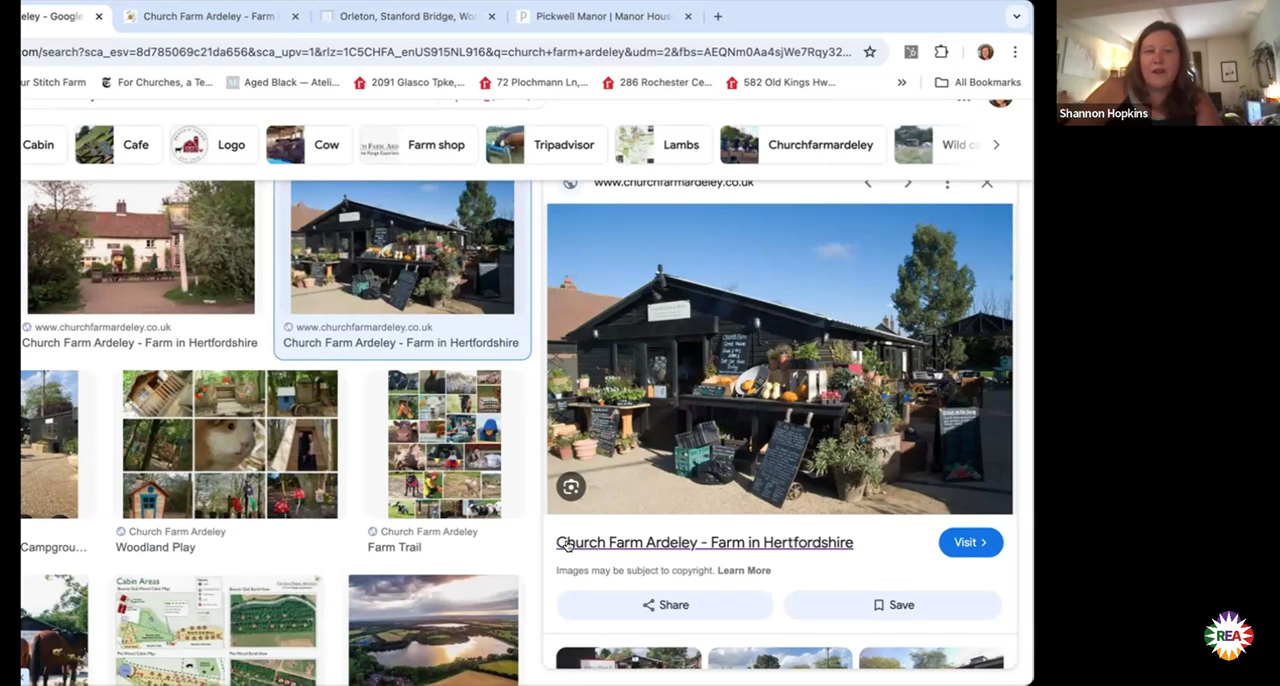 eley - Google
Church Farm Ardeley - Farm
Orleton, Stanford Bridge, Wo
Pickwell Manor | Manor Hous
om/search?sca_esv=8d785069c21da656&sca_upv=1&rlz=1C5CHFA_enUS915NL916&q=church+farm+ardeley&udm=2&fbs=AEQNm0Aa4sjWe7Rqy32...
ur Stitch Farm
For Churches, a Te...
Aged Black — Ateli...
2091 Glasco Tpke,...
72 Plochmann Ln,...
286 Rochester Ce...
582 Old Kings Hw...
All Bookmarks
Shannon Hopkins
Cabin
Cafe
Logo
Cow
Farm shop
Tripadvisor
Lambs
Churchfarmardeley
Wild ca
www.churchfarmardeley.co.uk
www.churchfarmardeley.co.uk
Church Farm Ardeley - Farm in Hertfordshire
www.churchfarmardeley.co.uk
Church Farm Ardeley - Farm in Hertfordshire
Campgrou...
Church Farm Ardeley
Woodland Play
Church Farm Ardeley
Farm Trail
Church Farm Ardeley - Farm in Hertfordshire
Visit
Images may be subject to copyright. Learn More
Share
Save
Cabin Areas
REA